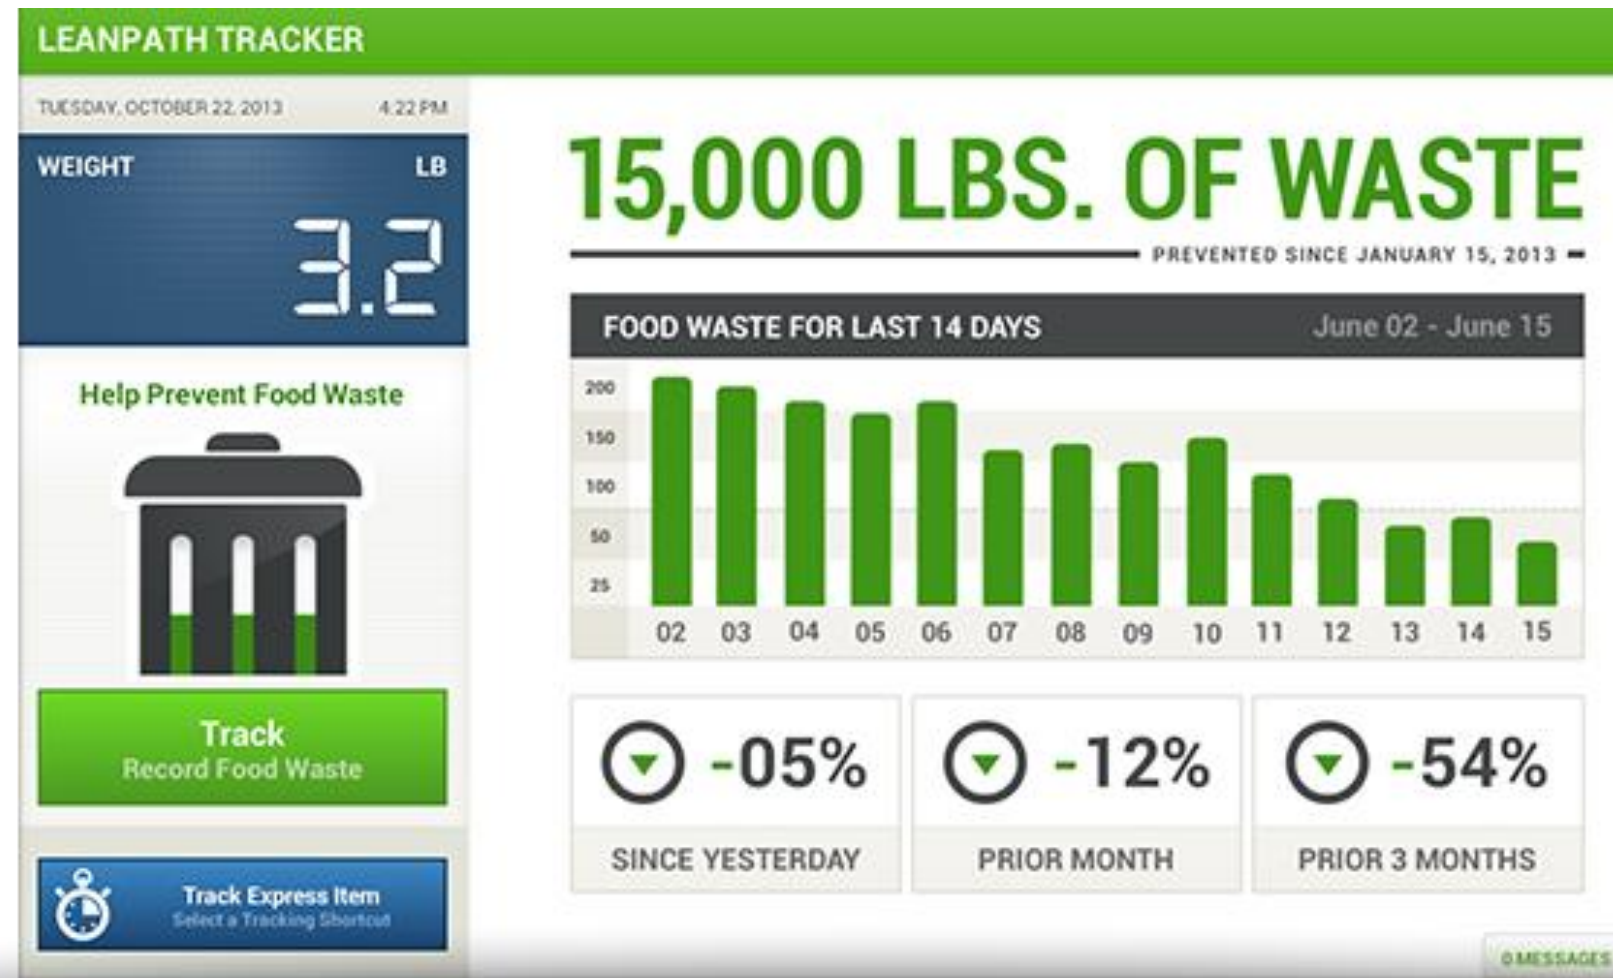 LEANPATH TRACKER
TUESDAY, OCTOBER 22, 2013 4:22 PM
WEIGHT LB
3.2
Help Prevent Food Waste
Track
Record Food Waste
Track Express Item
Select a Tracking Shortcut
15,000 LBS. OF WASTE
PREVENTED SINCE JANUARY 15, 2013
FOOD WASTE FOR LAST 14 DAYS June 02 - June 15
200
150
100
50
25
02 03 04 05 06 07 08 09 10 11 12 13 14 15
-05% -12% -54%
SINCE YESTERDAY PRIOR MONTH PRIOR 3 MONTHS
0 MESSAGES